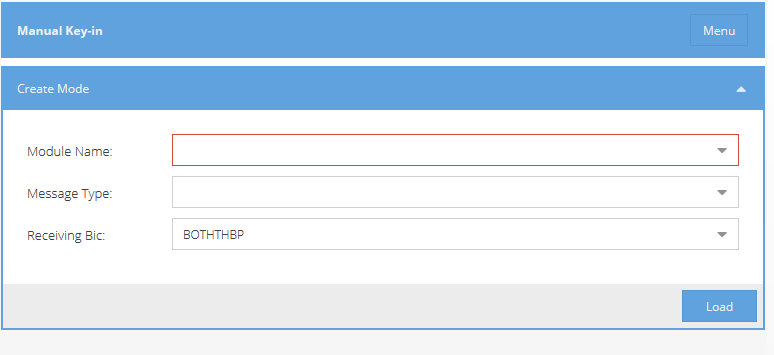 Manual Key-in
Menu
Create Mode
Module Name:
Message Type:
Receiving Bic:
BOTHTHBP
Load